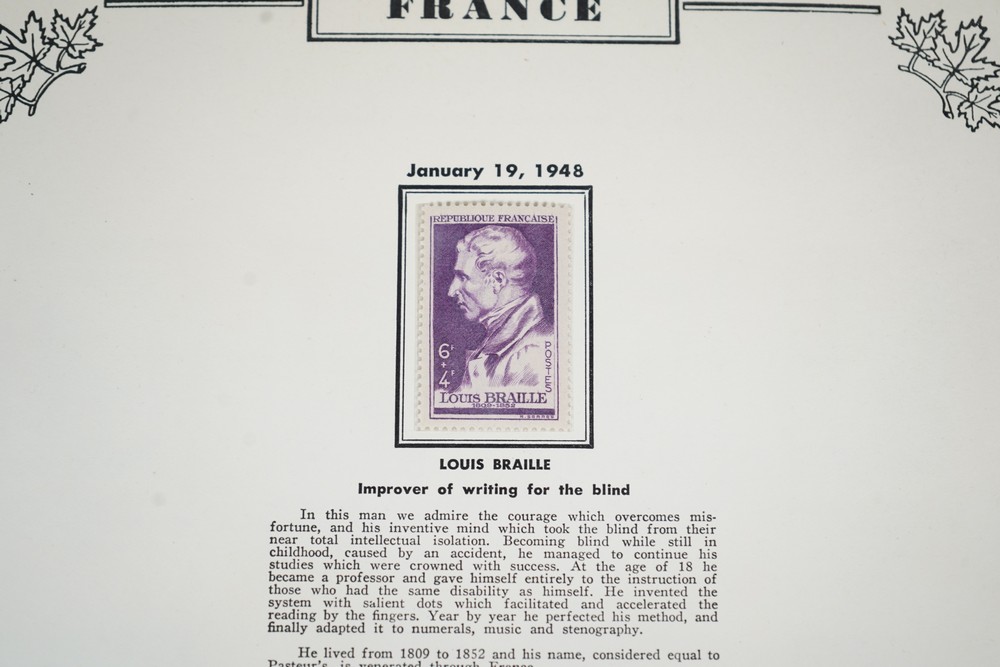 FRANCE
January 19, 1948
REPUBLIQUE FRANCAISE
6F
+
4F
POSTES
LOUIS BRAILLE
1809-1852
LOUIS BRAILLE
Improver of writing for the blind
In this man we admire the courage which overcomes mis-
fortune, and his inventive mind which took the blind from their
near total intellectual isolation. Becoming blind while still in
childhood, caused by an accident, he managed to continue his
studies which were crowned with success. At the age of 18 he
became a professor and gave himself entirely to the instruction of
those who had the same disability as himself. He invented the
system with salient dots which facilitated and accelerated the
reading by the fingers. Year by year he perfected his method, and
finally adapted it to numerals, music and stenography.
He lived from 1809 to 1852 and his name, considered equal to
Pasteur's, is venerated through France.